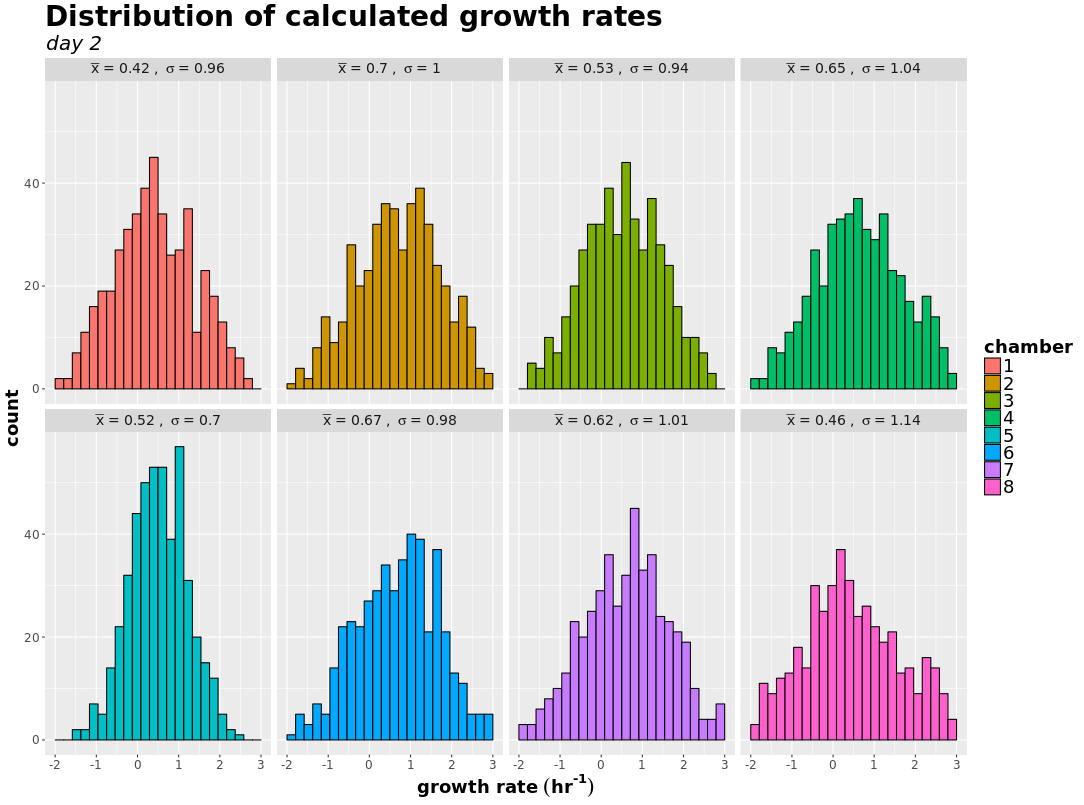 Distribution of calculated growth rates
day 2
x̅ = 0.42 , σ = 0.96
x̅ = 0.7 , σ = 1
x̅ = 0.53 , σ = 0.94
x̅ = 0.65 , σ = 1.04
40
20
0
x̅ = 0.52 , σ = 0.7
x̅ = 0.67 , σ = 0.98
x̅ = 0.62 , σ = 1.01
x̅ = 0.46 , σ = 1.14
40
20
0
count
-2 -1 0 1 2 3
-2 -1 0 1 2 3
-2 -1 0 1 2 3
-2 -1 0 1 2 3
growth rate (hr⁻¹)
chamber
1
2
3
4
5
6
7
8